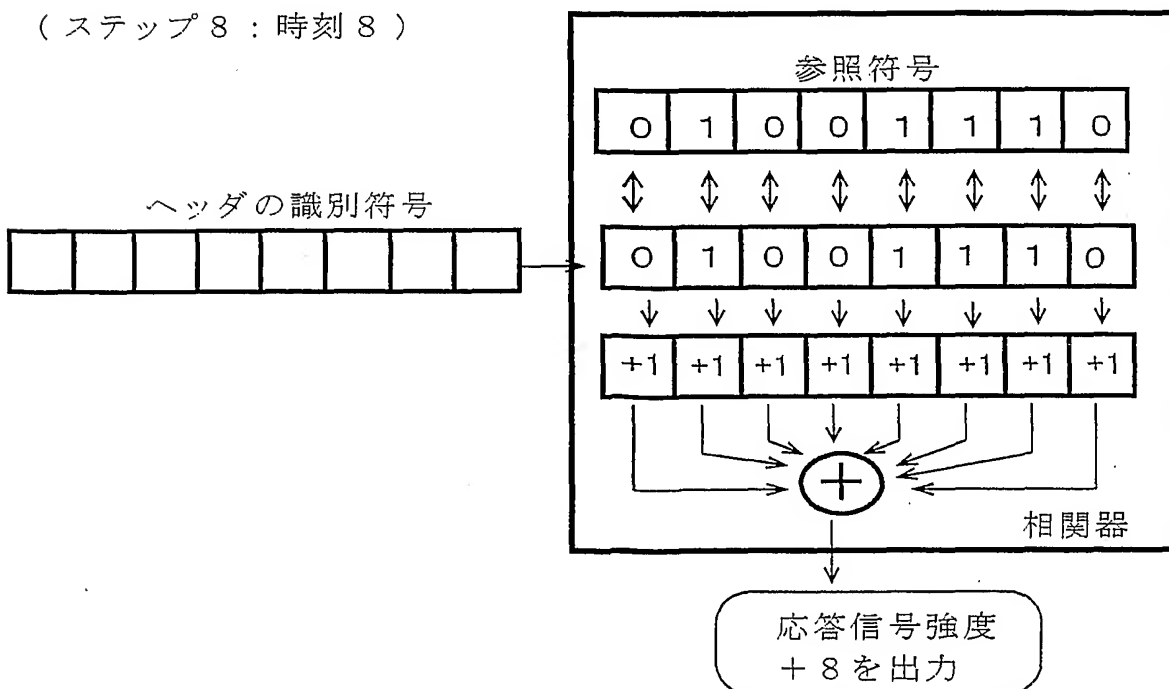 (ステップ8:時刻8)
参照符号
0 1 0 0 1 1 1 0
ヘッダの識別符号
0 1 0 0 1 1 1 0
+1 +1 +1 +1 +1 +1 +1 +1
+
相関器
応答信号強度
+8を出力